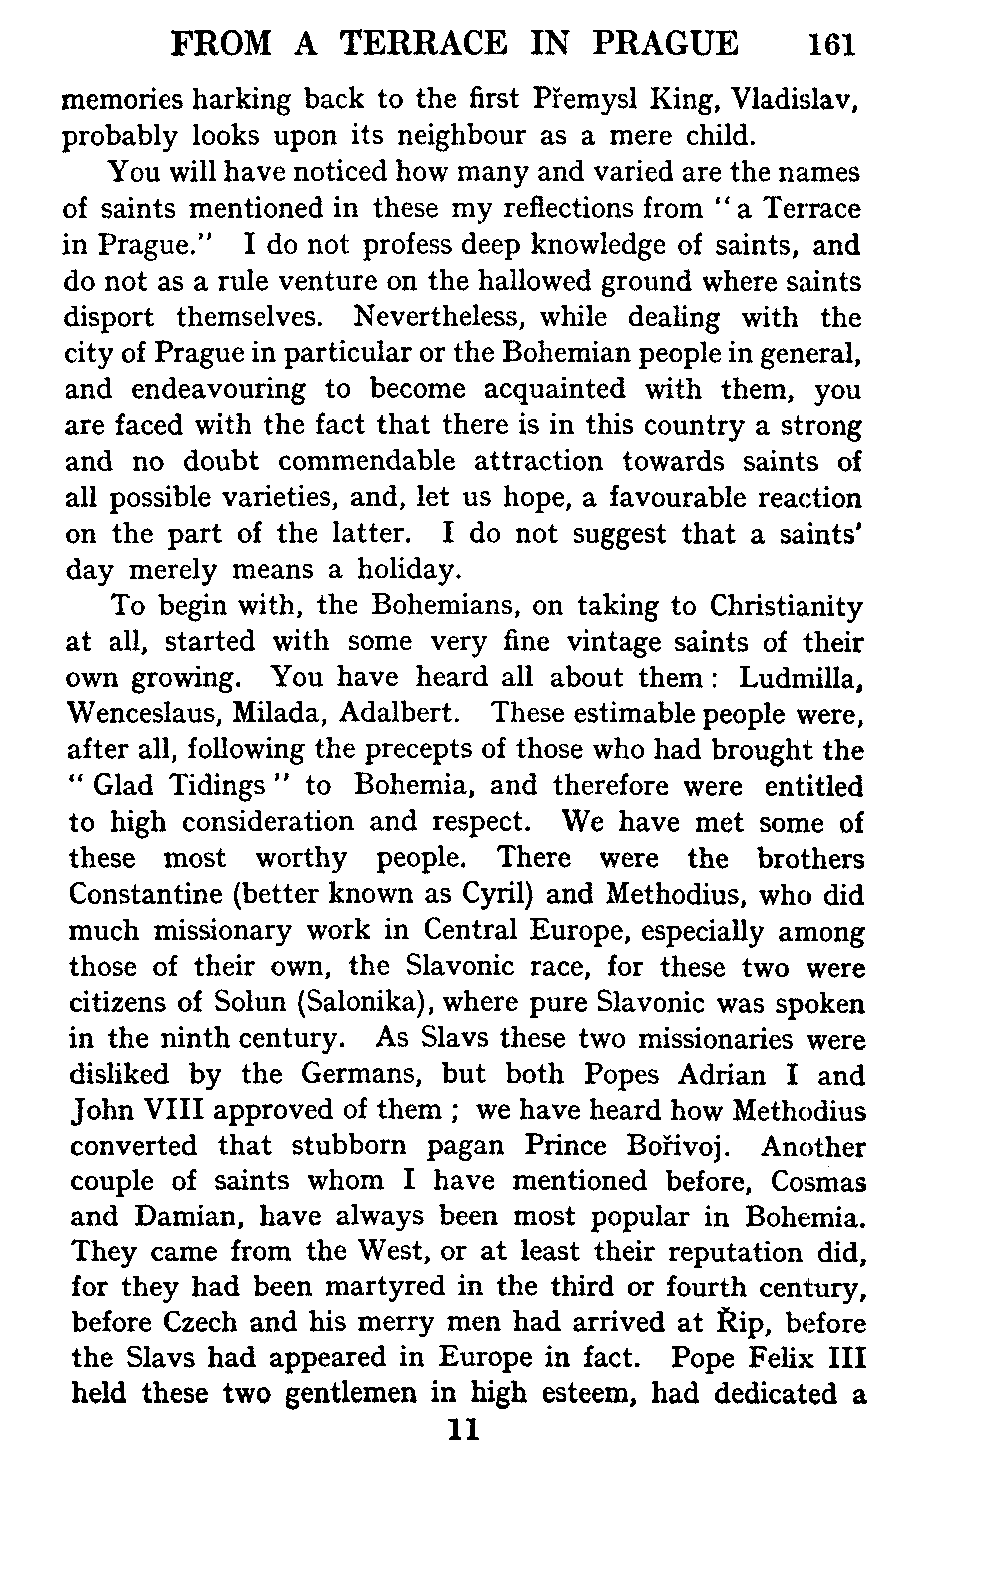 FROM A TERRACE IN PRAGUE 161
memories harking back to the first Přemysl King, Vladislav,
probably looks upon its neighbour as a mere child.
You will have noticed how many and varied are the names
of saints mentioned in these my reflections from " a Terrace
in Prague." I do not profess deep knowledge of saints, and
do not as a rule venture on the hallowed ground where saints
disport themselves. Nevertheless, while dealing with the
city of Prague in particular or the Bohemian people in general,
and endeavouring to become acquainted with them, you
are faced with the fact that there is in this country a strong
and no doubt commendable attraction towards saints of
all possible varieties, and, let us hope, a favourable reaction
on the part of the latter. I do not suggest that a saints'
day merely means a holiday.
To begin with, the Bohemians, on taking to Christianity
at all, started with some very fine vintage saints of their
own growing. You have heard all about them : Ludmilla,
Wenceslaus, Milada, Adalbert. These estimable people were,
after all, following the precepts of those who had brought the
" Glad Tidings " to Bohemia, and therefore were entitled
to high consideration and respect. We have met some of
these most worthy people. There were the brothers
Constantine (better known as Cyril) and Methodius, who did
much missionary work in Central Europe, especially among
those of their own, the Slavonic race, for these two were
citizens of Solun (Salonika), where pure Slavonic was spoken
in the ninth century. As Slavs these two missionaries were
disliked by the Germans, but both Popes Adrian I and
John VIII approved of them ; we have heard how Methodius
converted that stubborn pagan Prince Bořivoj. Another
couple of saints whom I have mentioned before, Cosmas
and Damian, have always been most popular in Bohemia.
They came from the West, or at least their reputation did,
for they had been martyred in the third or fourth century,
before Czech and his merry men had arrived at Řip, before
the Slavs had appeared in Europe in fact. Pope Felix III
held these two gentlemen in high esteem, had dedicated a
11